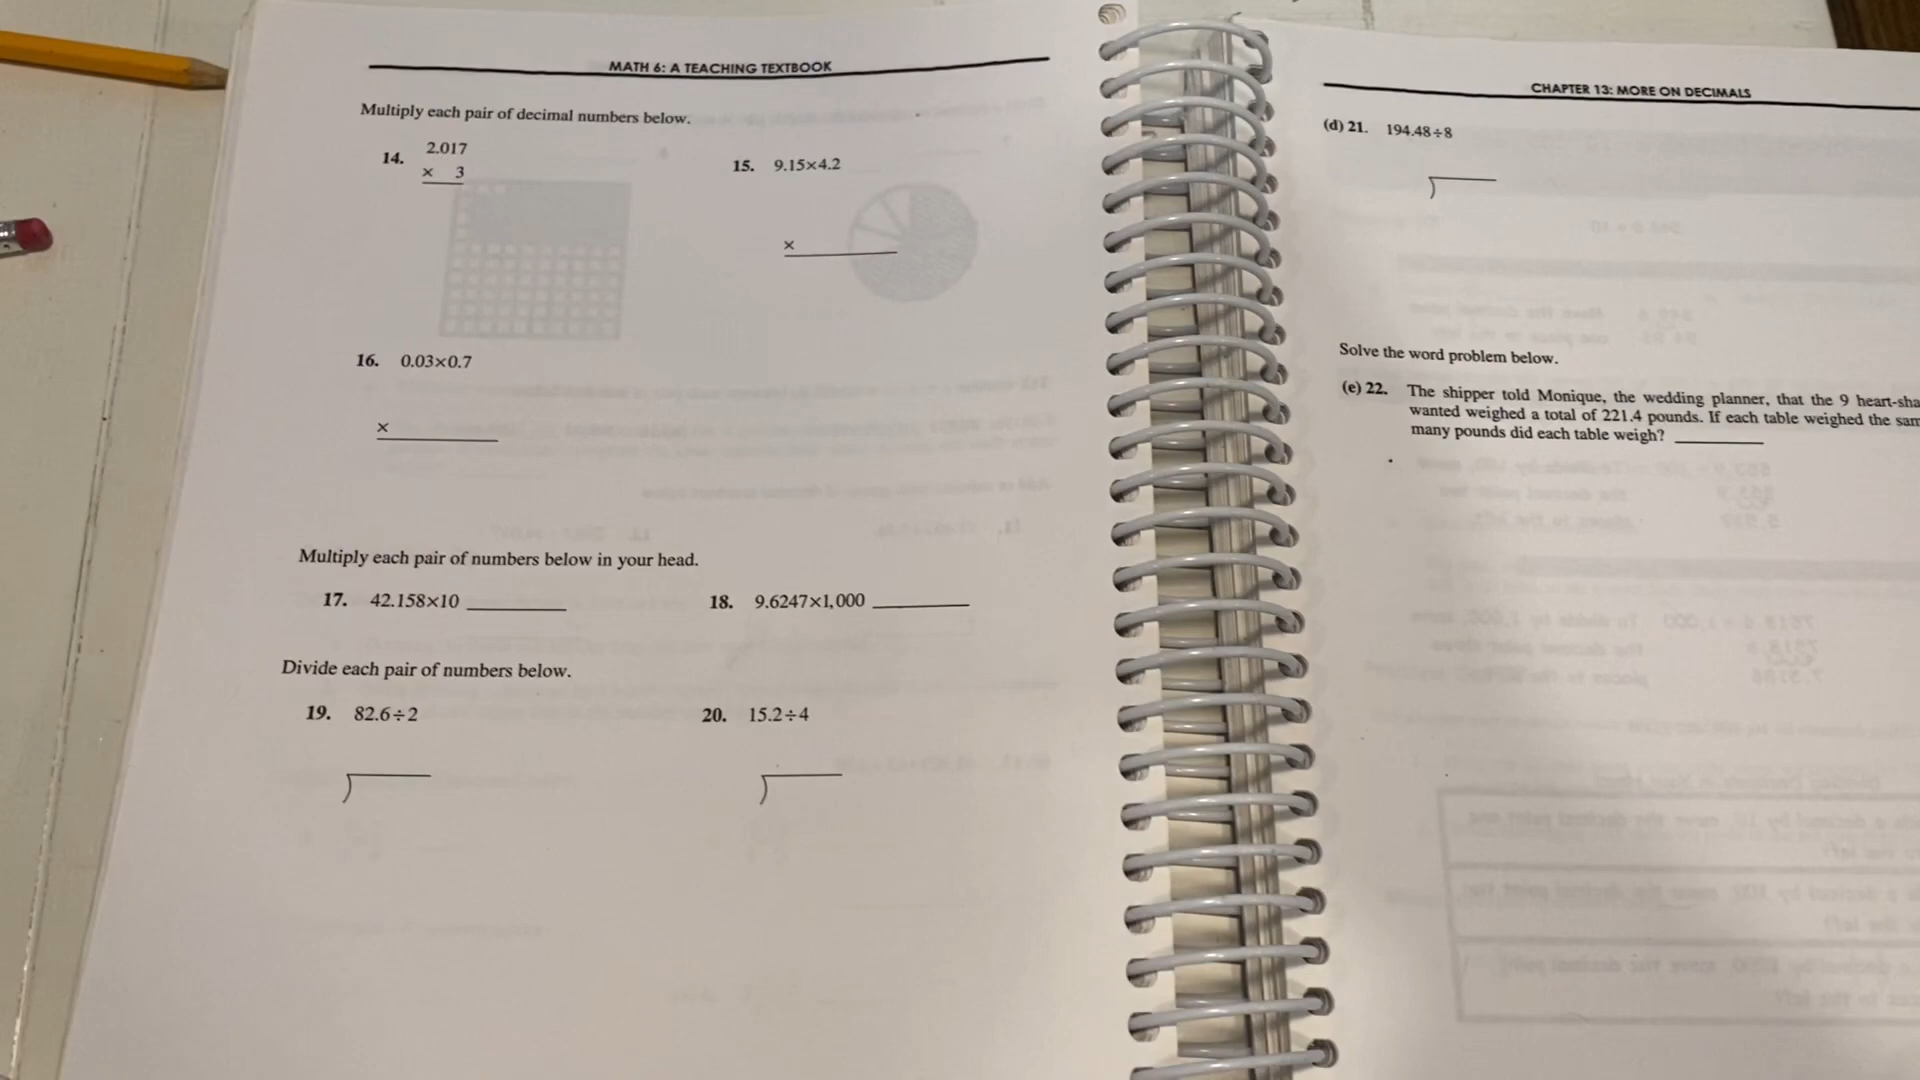 MATH 6: A TEACHING TEXTBOOK
Multiply each pair of decimal numbers below.
14. 2.017
× 3
15. 9.15×4.2
×
16. 0.03×0.7
×
Multiply each pair of numbers below in your head.
17. 42.158×10
18. 9.6247×1,000
Divide each pair of numbers below.
19. 82.6÷2
20. 15.2÷4
CHAPTER 13: MORE ON DECIMALS
(d) 21. 194.48÷8
Solve the word problem below.
(e) 22. The shipper told Monique, the wedding planner, that the 9
wanted weighed a total of 221.4 pounds. If each table weighed the
many pounds did each table weigh?